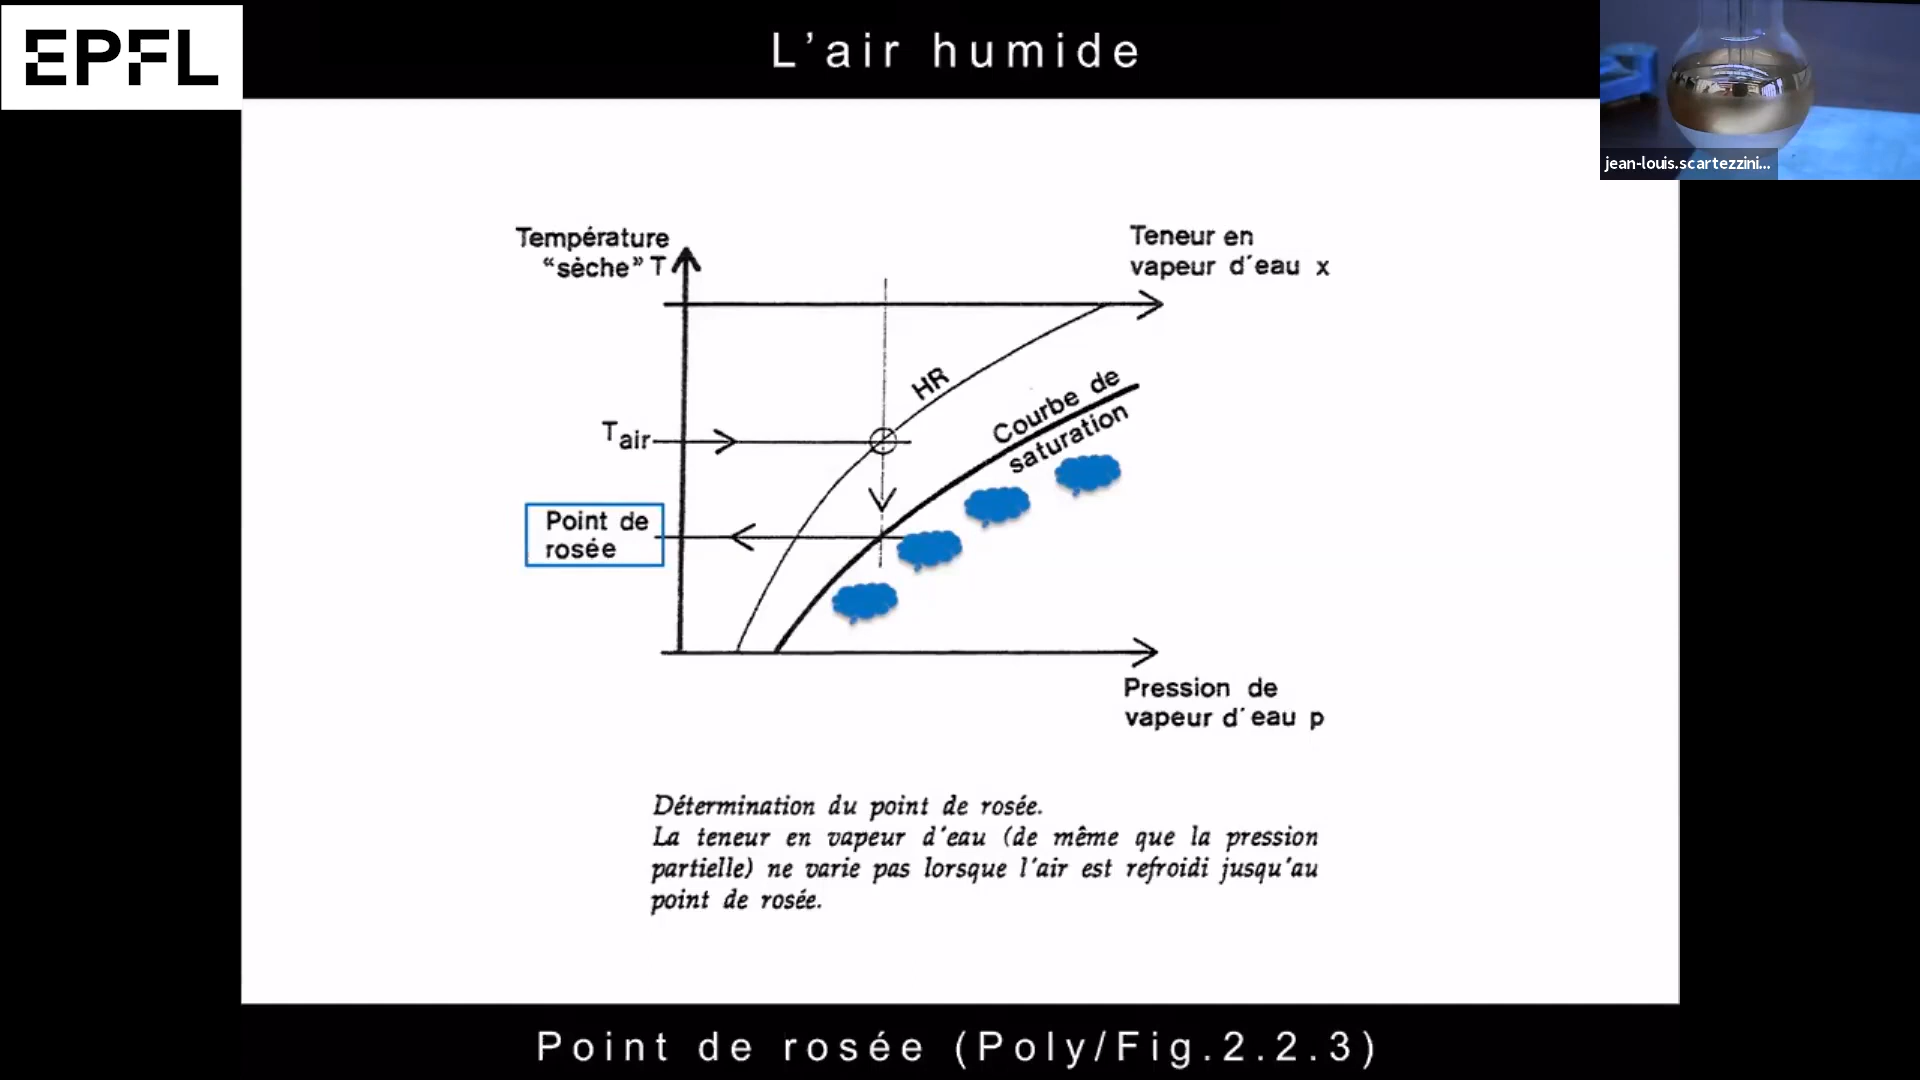 EPFL
L’air humide
jean-louis.scartezzini...
Température
“sèche” T
Teneur en
vapeur d'eau x
HR
Courbe de
saturation
Tair
Point de
rosée
Pression de
vapeur d'eau p
Détermination du point de rosée.
La teneur en vapeur d'eau (de même que la pression
partielle) ne varie pas lorsque l'air est refroidi jusqu'au
point de rosée.
Point de rosée (Poly/Fig.2.2.3)